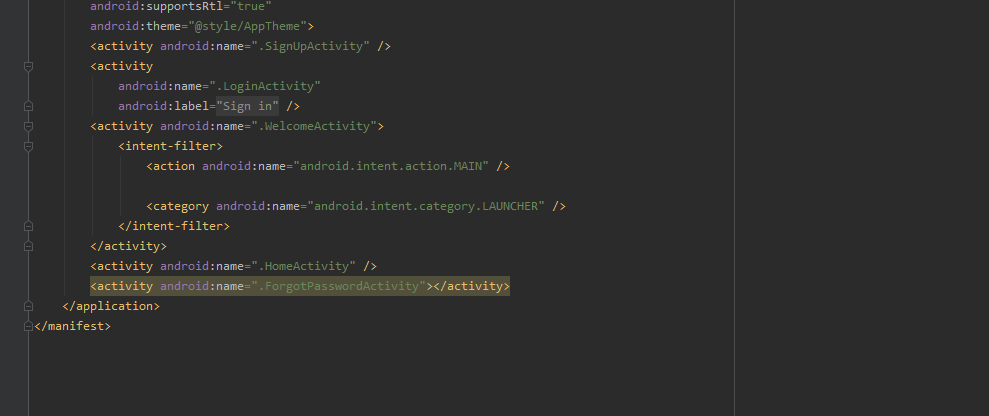 android:supportsRtl="true"
android:theme="@style/AppTheme">
<activity android:name=".SignUpActivity" />
<activity
android:name=".LoginActivity"
android:label="Sign in" />
<activity android:name=".WelcomeActivity">
<intent-filter>
<action android:name="android.intent.action.MAIN" />
<category android:name="android.intent.category.LAUNCHER" />
</intent-filter>
</activity>
<activity android:name=".HomeActivity" />
<activity android:name=".ForgotPasswordActivity"></activity>
</application>
</manifest>